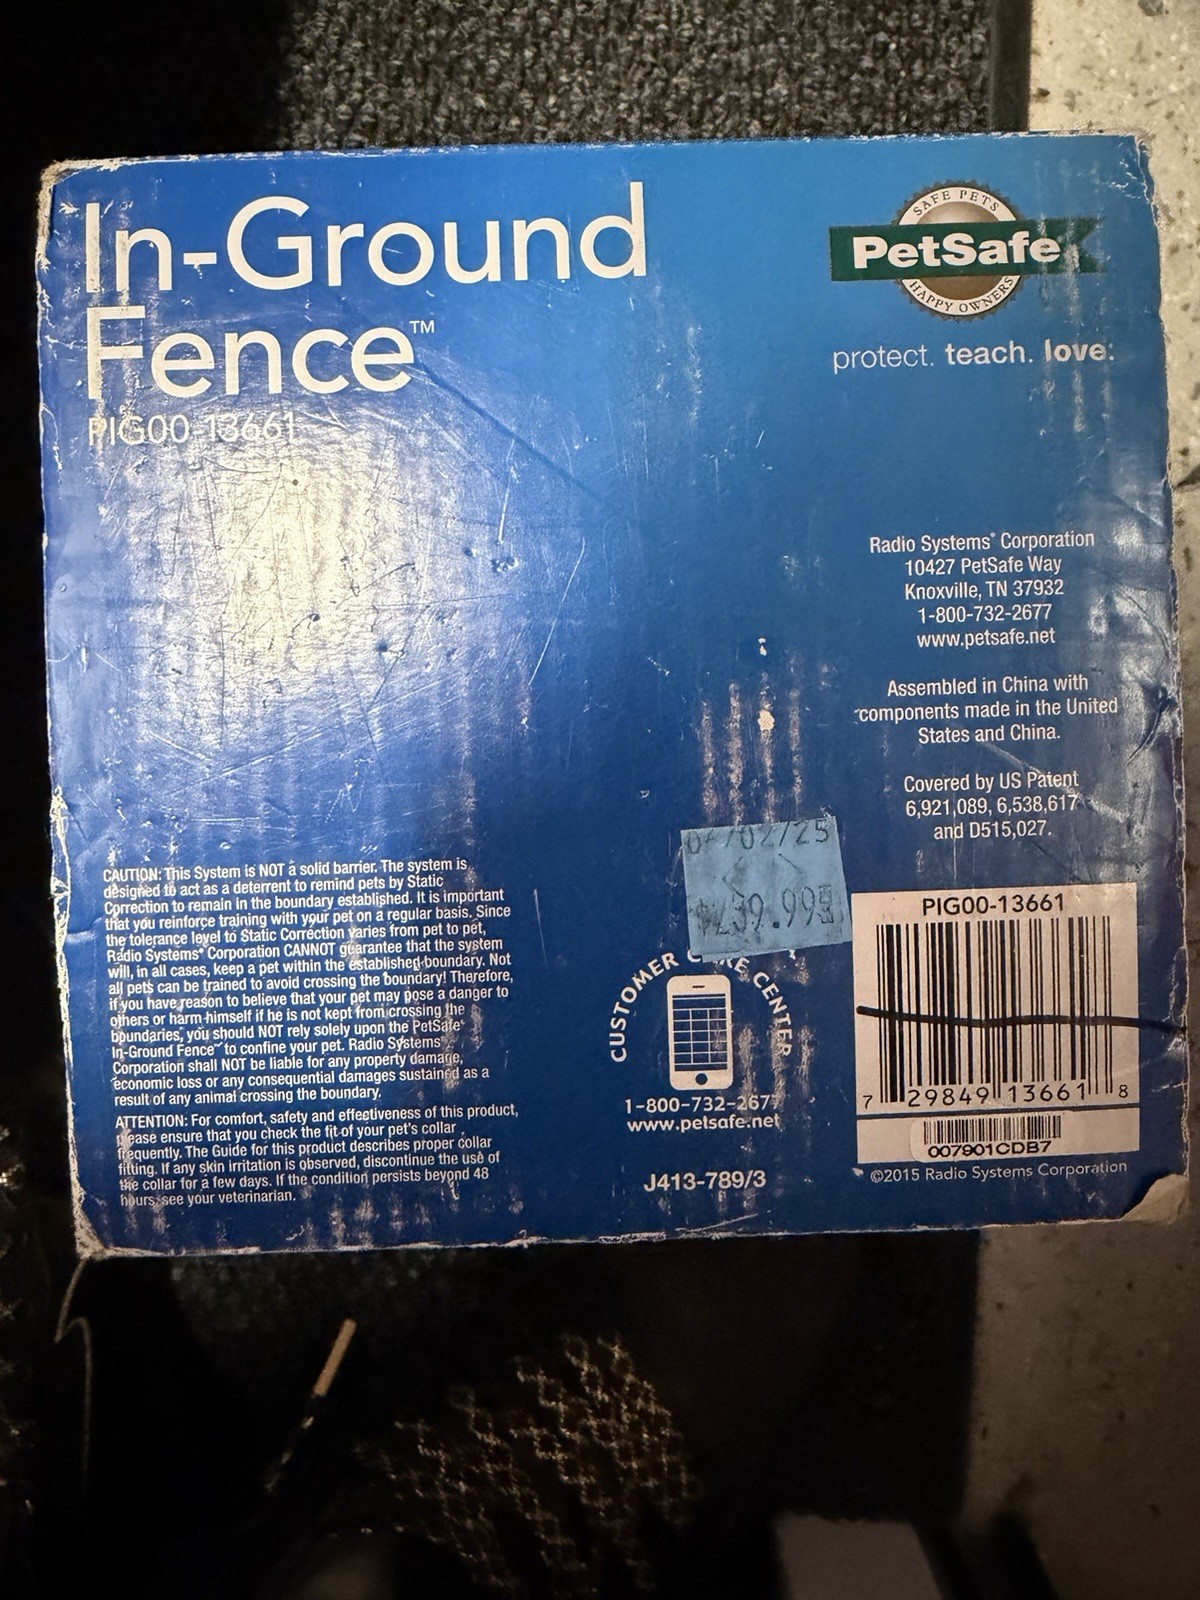 In-Ground
Fence™
PIG00-13661
SAFE PETS
PetSafe
HAPPY OWNERS
protect. teach. love.
Radio Systems® Corporation
10427 PetSafe Way
Knoxville, TN 37932
1-800-732-2677
www.petsafe.net
Assembled in China with
components made in the United
States and China.
Covered by US Patent
6,921,089, 6,538,617
and D515,027.
CAUTION: This System is NOT a solid barrier. The system is
designed to act as a deterrent to remind pets by Static
Correction to remain in the boundary established. It is important
that you reinforce training with your pet on a regular basis. Since
the tolerance level to Static Correction varies from pet to pet,
Radio Systems® Corporation CANNOT guarantee that the system
will, in all cases, keep a pet within the established boundary. Not
all pets can be trained to avoid crossing the boundary! Therefore,
if you have reason to believe that your pet may pose a danger to
others or harm himself if he is not kept from crossing the
boundaries, you should NOT rely solely upon the PetSafe®
In-Ground Fence™ to confine your pet. Radio Systems®
Corporation shall NOT be liable for any property damage,
economic loss or any consequential damages sustained as a
result of any animal crossing the boundary.
ATTENTION: For comfort, safety and effectiveness of this product,
please ensure that you check the fit of your pet's collar
frequently. The Guide for this product describes proper collar
fitting. If any skin irritation is observed, discontinue the use of
the collar for a few days. If the condition persists beyond 48
hours, see your veterinarian.
02/25
39.99
CUSTOMER CARE CENTER
1-800-732-2677
www.petsafe.net
J413-789/3
PIG00-13661
7 29849 13661 8
007901CDB7
©2015 Radio Systems Corporation